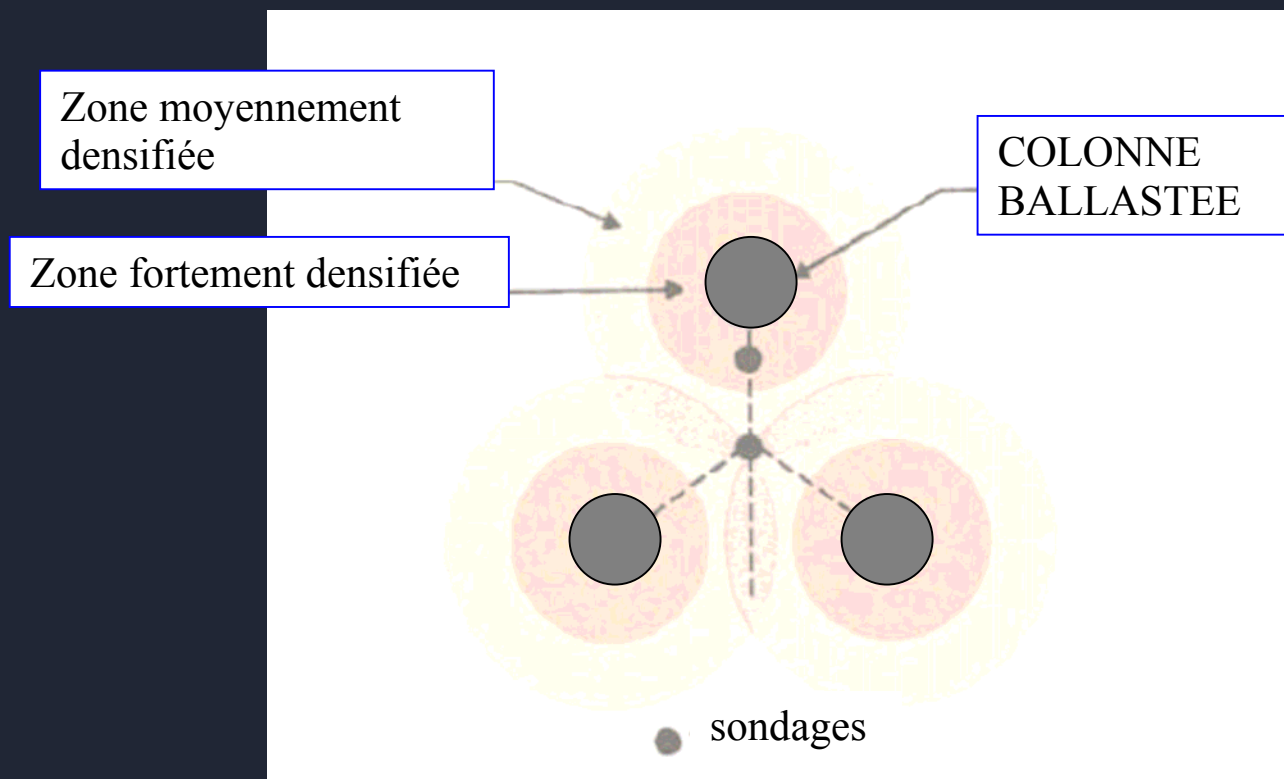 Zone moyennement
densifiée
COLONNE
BALLASTEE
Zone fortement densifiée
sondages